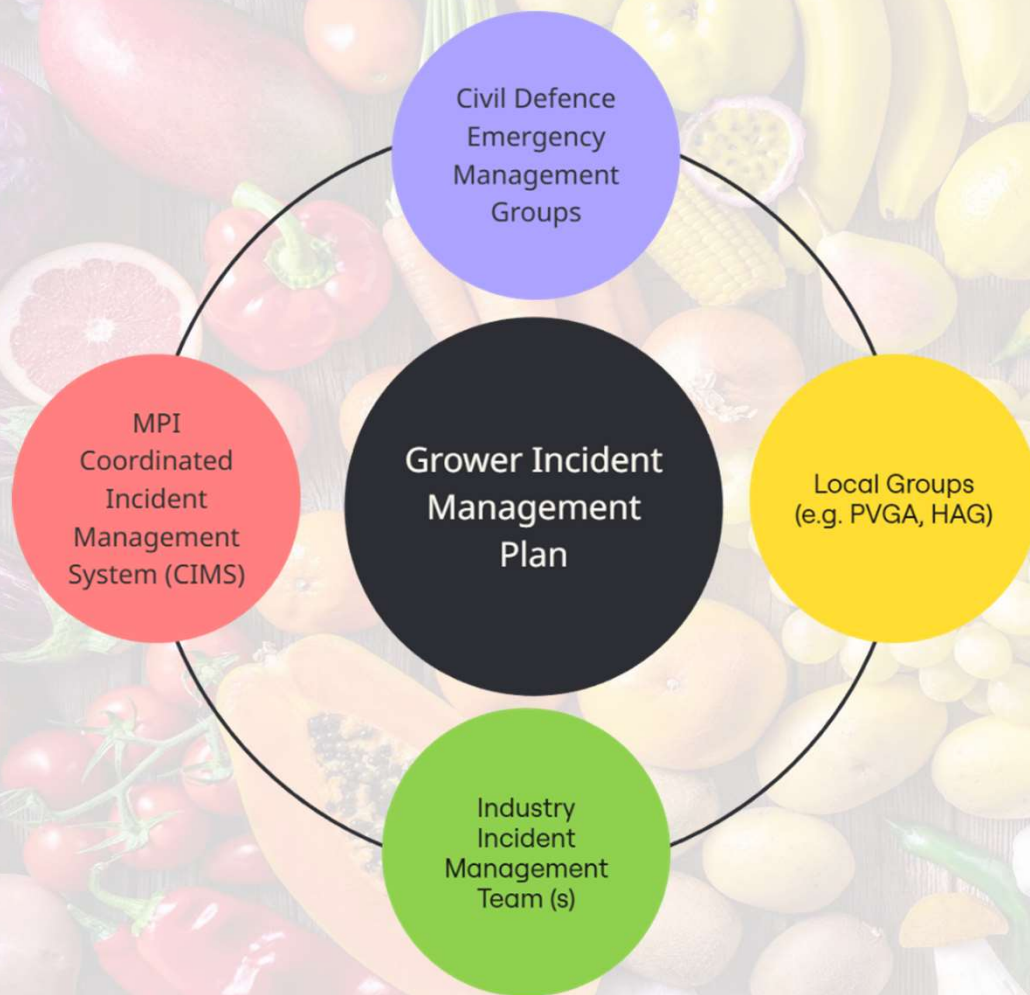 Civil Defence
Emergency
Management
Groups
MPI
Coordinated
Incident
Management
System (CIMS)
Grower Incident
Management
Plan
Local Groups
(e.g. PVGA, HAG)
Industry
Incident
Management
Team (s)